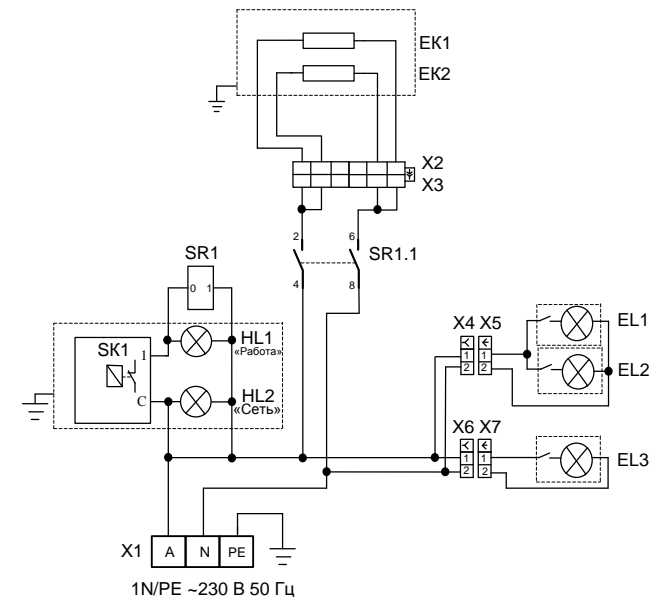 EK1
EK2
X2
X3
2
6
SR1.1
4
8
SR1
0 1
SK1
1
C
HL1
«Работа»
HL2
«Сеть»
X4 X5
1 1
2 2
EL1
EL2
X6 X7
1 1
2 2
EL3
X1 A N PE
1N/PE ~230 В 50 Гц